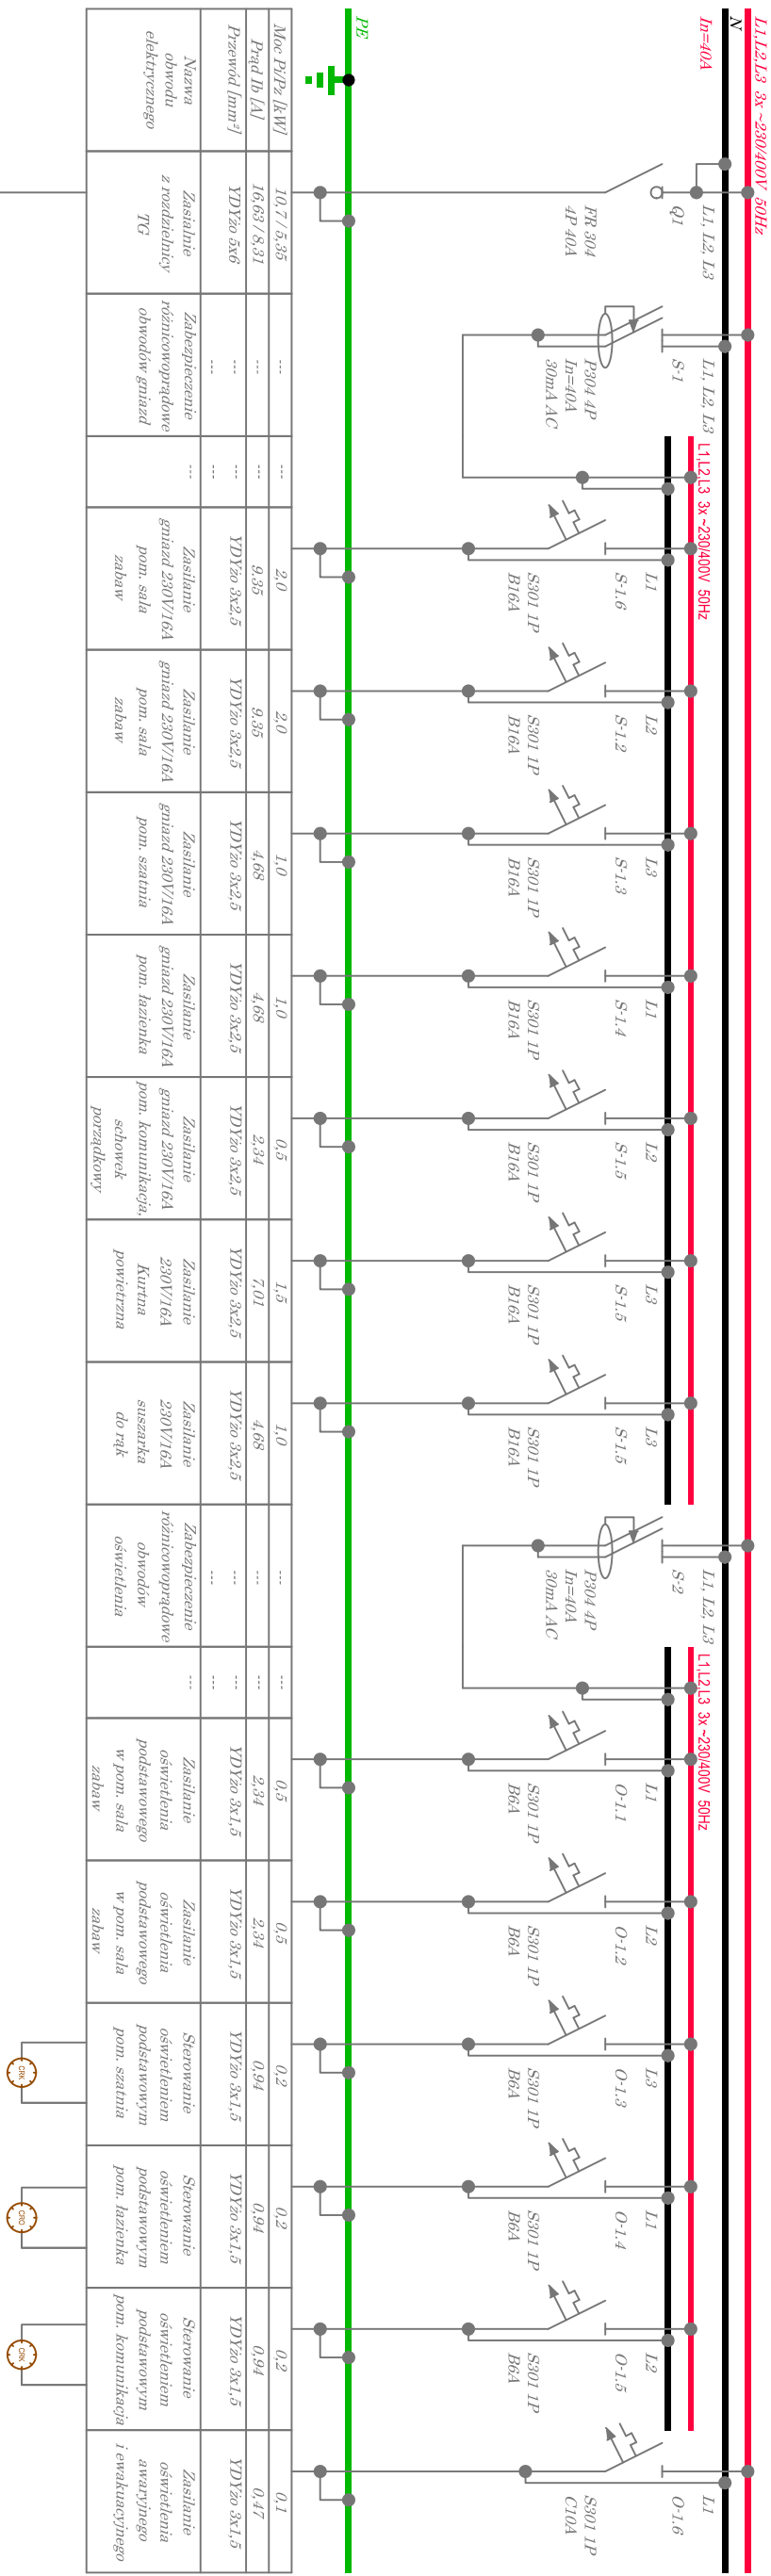 L1,L2,L3 3x ~230/400V 50Hz
N
In=40A
PE
Moc Pi/Pz [kW]
Prąd Ib [A]
Przewód [mm²]
Nazwa
obwodu
elektrycznego
L1, L2, L3
Q1
FR 304
4P 40A
10,7 / 5,35
16,63 / 8,31
YDYżo 5x6
Zasialnie
z rozdzielnicy
TG
L1, L2, L3
S-1
P304 4P
In=40A
30mA AC
---
---
---
---
Zabezpieczenie
różnicowoprądowe
obwodów gniazd
L1,L2,L3 3x ~230/400V 50Hz
---
---
---
---
---
L1
S-1.6
S301 1P
B16A
2,0
9,35
YDYżo 3x2,5
Zasilanie
gniazd 230V/16A
pom. sala
zabaw
L2
S-1.2
S301 1P
B16A
2,0
9,35
YDYżo 3x2,5
Zasilanie
gniazd 230V/16A
pom. sala
zabaw
L3
S-1.3
S301 1P
B16A
1,0
4,68
YDYżo 3x2,5
Zasilanie
gniazd 230V/16A
pom. szatnia
L1
S-1.4
S301 1P
B16A
1,0
4,68
YDYżo 3x2,5
Zasilanie
gniazd 230V/16A
pom. łazienka
L2
S-1.5
S301 1P
B16A
0,5
2,34
YDYżo 3x2,5
Zasilanie
gniazd 230V/16A
pom. komunikacja,
schowek
porządkowy
L3
S-1.5
S301 1P
B16A
1,5
7,01
YDYżo 3x2,5
Zasilanie
230V/16A
Kurtna
powietrzna
L3
S-1.5
S301 1P
B16A
1,0
4,68
YDYżo 3x2,5
Zasilanie
230V/16A
suszarka
do rąk
L1, L2, L3
S-2
P304 4P
In=40A
30mA AC
---
---
---
---
Zabezpieczenie
różnicowoprądowe
obwodów
oświetlenia
L1,L2,L3 3x ~230/400V 50Hz
---
---
---
---
---
L1
O-1.1
S301 1P
B6A
0,5
2,34
YDYżo 3x1,5
Zasilanie
oświetlenia
podstawowego
w pom. sala
zabaw
L2
O-1.2
S301 1P
B6A
0,5
2,34
YDYżo 3x1,5
Zasilanie
oświetlenia
podstawowego
w pom. sala
zabaw
L3
O-1.3
S301 1P
B6A
0,2
0,94
YDYżo 3x1,5
Sterowanie
oświetleniem
podstawowym
pom. szatnia
CRK
L1
O-1.4
S301 1P
B6A
0,2
0,94
YDYżo 3x1,5
Sterowanie
oświetleniem
podstawowym
pom. łazienka
CRO
L2
O-1.5
S301 1P
B6A
0,2
0,94
YDYżo 3x1,5
Sterowanie
oświetleniem
podstawowym
pom. komunikacja
CRK
L1
O-1.6
S301 1P
C10A
0,1
0,47
YDYżo 3x1,5
Zasilanie
oświetlenia
awaryjnego
i ewakuacyjnego